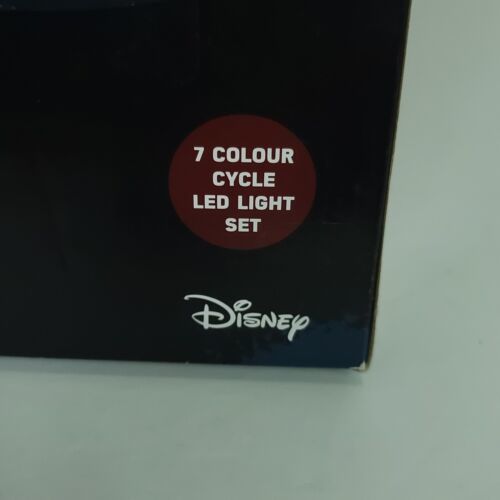 7 COLOUR
CYCLE
LED LIGHT
SET
Disney